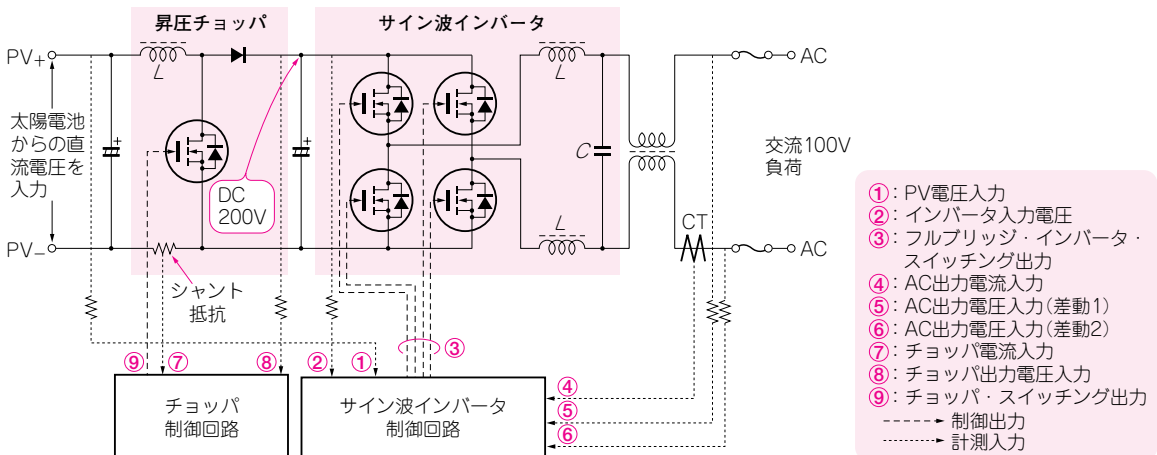 昇圧チョッパ
サイン波インバータ
PV+
L
L
AC
太陽電池
からの直
流電圧を
入力
+
+
DC
200V
C
交流100V
負荷
CT
PV−
L
AC
シャント
抵抗
⑨
⑦
⑧
②
①
③
④
⑤
⑥
チョッパ
制御回路
サイン波インバータ
制御回路
①：PV電圧入力
②：インバータ入力電圧
③：フルブリッジ・インバータ・
スイッチング出力
④：AC出力電流入力
⑤：AC出力電圧入力(差動1)
⑥：AC出力電圧入力(差動2)
⑦：チョッパ電流入力
⑧：チョッパ出力電圧入力
⑨：チョッパ・スイッチング出力
制御出力
計測入力